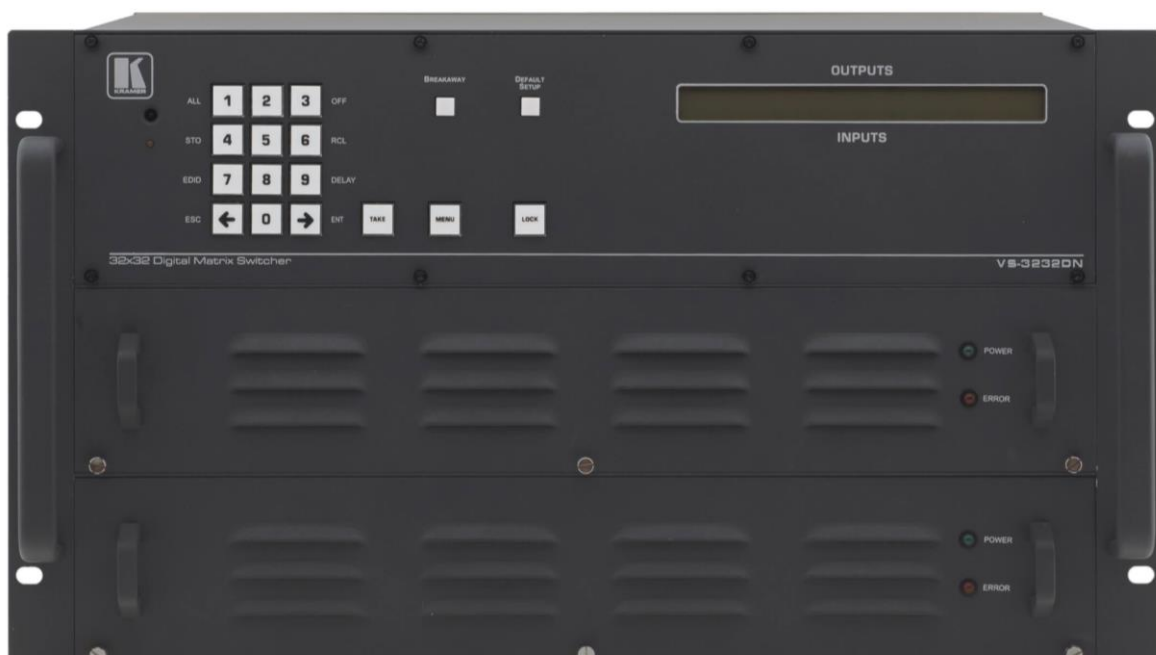 KRAMER
BREAKAWAY
DEFAULT
SETUP
OUTPUTS
INPUTS
ALL 1 2 3 OFF
STO 4 5 6 RCL
EDID 7 8 9 DELAY
ESC ← 0 → ENT TAKE MENU LOCK
32x32 Digital Matrix Switcher
VS-3232DN
POWER
ERROR
POWER
ERROR